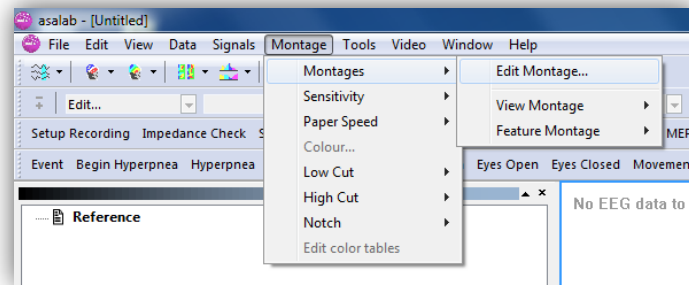 asalab - [Untitled]
File Edit View Data Signals Montage Tools Video Window Help
Montages Edit Montage...
Edit... Sensitivity View Montage
Paper Speed Feature Montage
Setup Recording Impedance Check
Colour...
Event Begin Hyperpnea Hyperpnea Low Cut Eyes Open Eyes Closed
High Cut No EEG data to
Reference Notch
Edit color tables